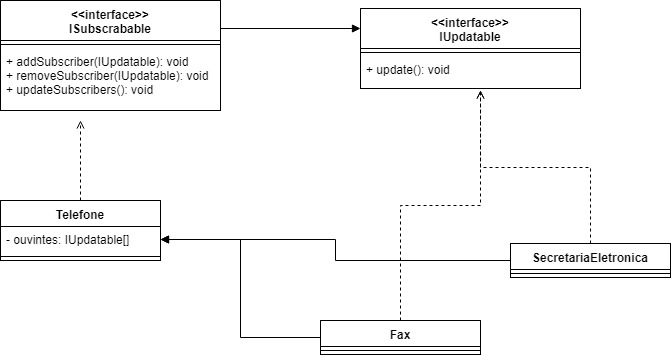 <<interface>>
ISubscrabable
+ addSubscriber(IUpdatable): void
+ removeSubscriber(IUpdatable): void
+ updateSubscribers(): void
<<interface>>
IUpdatable
+ update(): void
Telefone
- ouvintes: IUpdatable[]
SecretariaEletronica
Fax